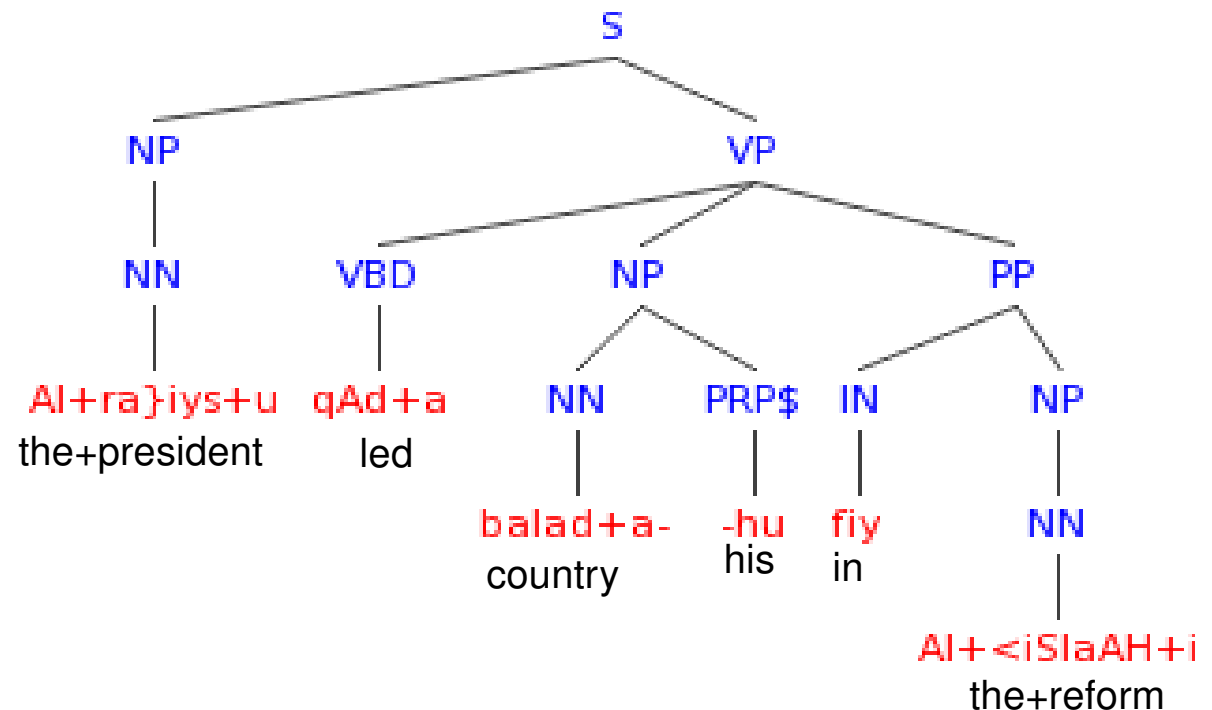 S
NP VP
NN VBD NP PP
Al+ra}iys+u qAd+a NN PRP$ IN NP
the+president led
balad+a- -hu fiy NN
country his in
Al+<iSlaAH+i
the+reform